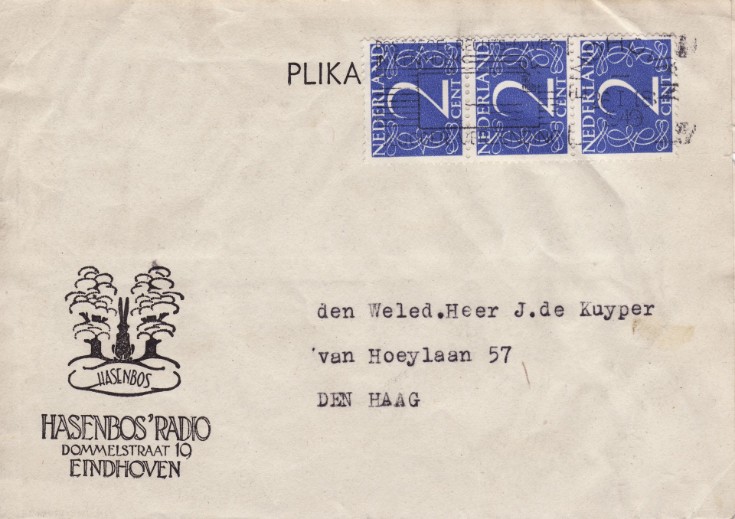 PLIKA
NEDERLAND 2 CENT
NEDERLAND 2 CENT
NEDERLAND 2 CENT
den Weled.Heer J.de Kuyper
van Hoeylaan 57
DEN HAAG
HASENBOS
HASENBOS' RADIO
DOMMELSTRAAT 19
EINDHOVEN